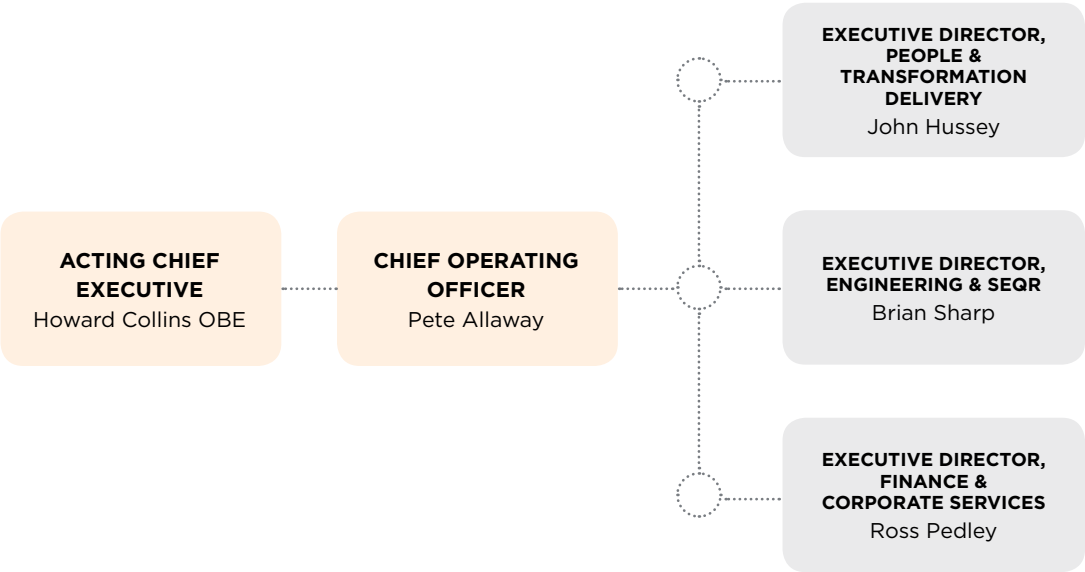 ACTING CHIEF
EXECUTIVE
Howard Collins OBE
CHIEF OPERATING
OFFICER
Pete Allaway
EXECUTIVE DIRECTOR,
PEOPLE &
TRANSFORMATION
DELIVERY
John Hussey
EXECUTIVE DIRECTOR,
ENGINEERING & SEQR
Brian Sharp
EXECUTIVE DIRECTOR,
FINANCE &
CORPORATE SERVICES
Ross Pedley